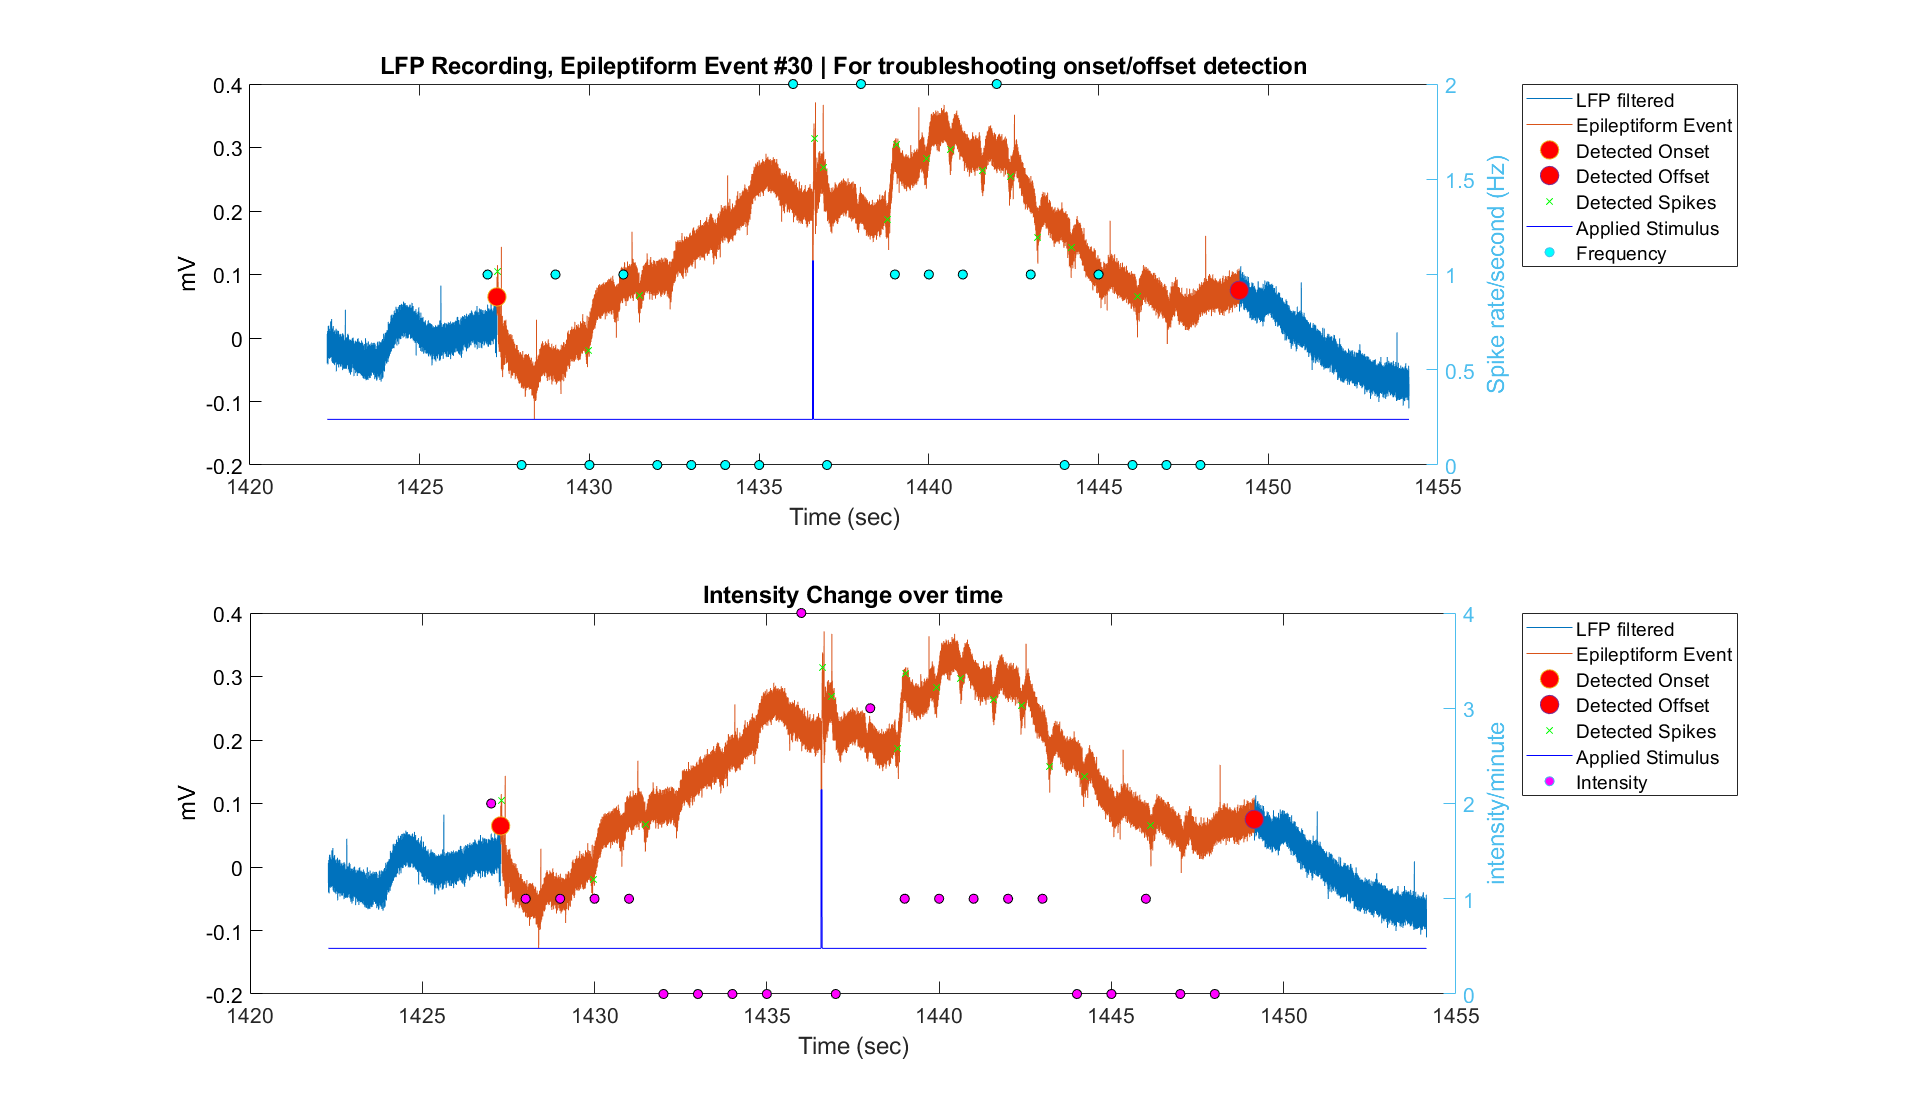 LFP Recording, Epileptiform Event #30 | For troubleshooting onset/offset detection
0.4
0.3
0.2
0.1
0
-0.1
-0.2
mV
1420
1425
1430
1435
1440
1445
1450
1455
Time (sec)
2
1.5
1
0.5
0
Spike rate/second (Hz)
LFP filtered
Epileptiform Event
Detected Onset
Detected Offset
Detected Spikes
Applied Stimulus
Frequency
Intensity Change over time
0.4
0.3
0.2
0.1
0
-0.1
-0.2
mV
1420
1425
1430
1435
1440
1445
1450
1455
Time (sec)
4
3
2
1
0
intensity/minute
LFP filtered
Epileptiform Event
Detected Onset
Detected Offset
Detected Spikes
Applied Stimulus
Intensity